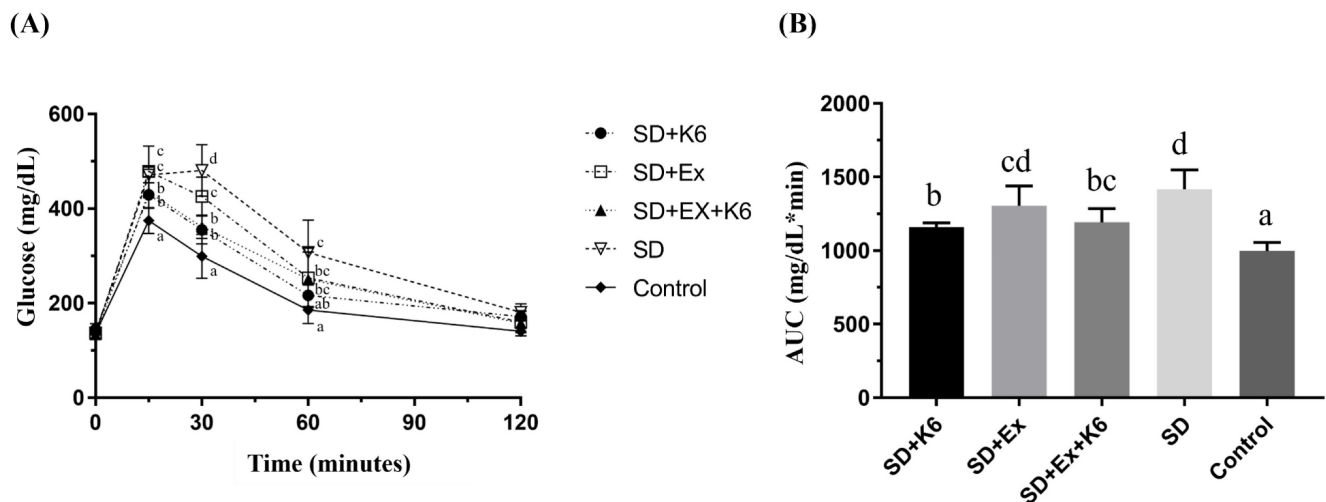 (A)
Glucose (mg/dL)
600
400
200
0
0
30
60
120
Time (minutes)
c
c
b
b
a
d
c
b
b
a
c
bc
bc
ab
a
SD+K6
SD+Ex
SD+EX+K6
SD
Control
(B)
AUC (mg/dL*min)
2000
1500
1000
500
0
b
cd
bc
d
a
SD+K6
SD+Ex
SD+Ex+K6
SD
Control